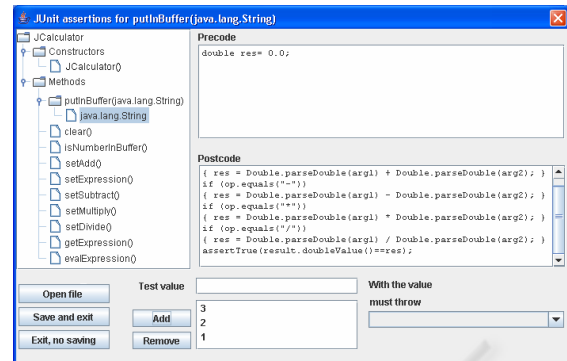 JUnit assertions for putInBuffer(java.lang.String)
JCalculator
Constructors
JCalculator()
Methods
putInBuffer(java.lang.String)
java.lang.String
clear()
isNumberInBuffer()
setAdd()
setExpression()
setSubtract()
setMultiply()
setDivide()
getExpression()
evalExpression()
Precode
double res= 0.0;
Postcode
{ res = Double.parseDouble(arg1) + Double.parseDouble(arg2); }
if (op.equals("-"))
{ res = Double.parseDouble(arg1) - Double.parseDouble(arg2); }
if (op.equals("*"))
{ res = Double.parseDouble(arg1) * Double.parseDouble(arg2); }
if (op.equals("/"))
{ res = Double.parseDouble(arg1) / Double.parseDouble(arg2); }
assertTrue(result.doubleValue()==res);
Open file
Save and exit
Exit, no saving
Test value
Add
Remove
3
2
1
With the value
must throw